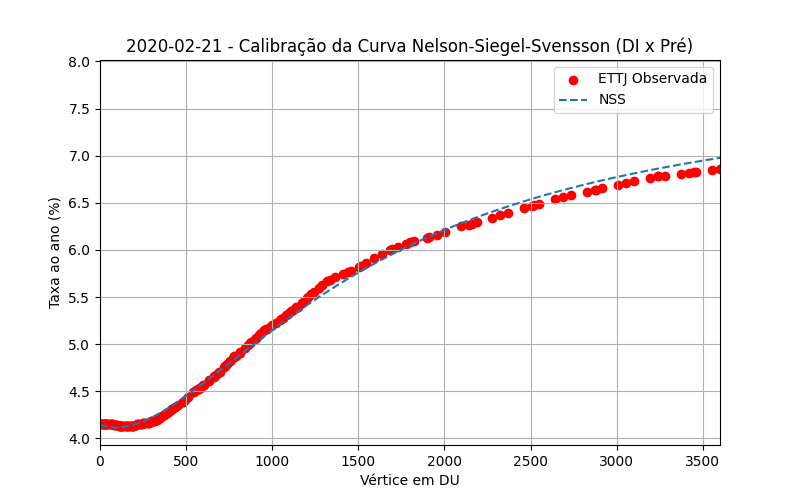 2020-02-21 - Calibração da Curva Nelson-Siegel-Svensson (DI x Pré)
8.0
7.5
7.0
6.5
6.0
5.5
5.0
4.5
4.0
Taxa ao ano (%)
ETTJ Observada
NSS
0 500 1000 1500 2000 2500 3000 3500
Vértice em DU